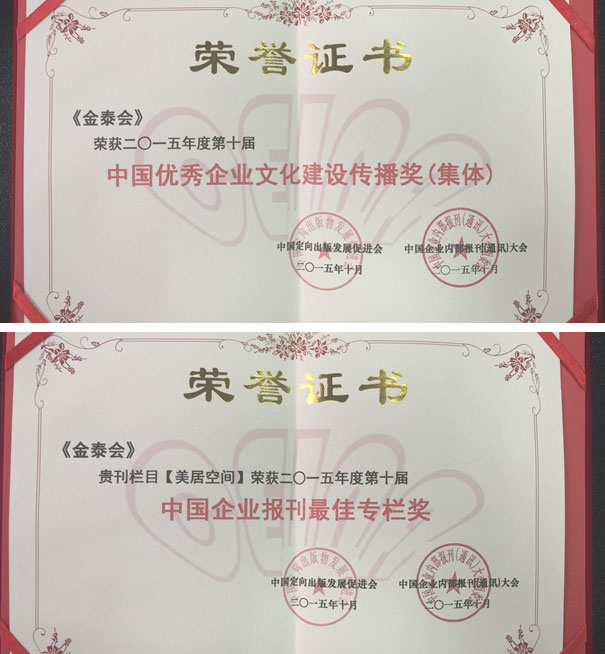 荣誉证书
《金泰会》
荣获二〇一五年度第十届
中国优秀企业文化建设传播奖(集体)
中国定向出版发展促进会 中国企业内部报刊(通讯)大会
二〇一五年十月 二〇一五年十月
荣誉证书
《金泰会》
贵刊栏目【美居空间】荣获二〇一五年度第十届
中国企业报刊最佳专栏奖
中国定向出版发展促进会 中国企业内部报刊(通讯)大会
二〇一五年十月 二〇一五年十月